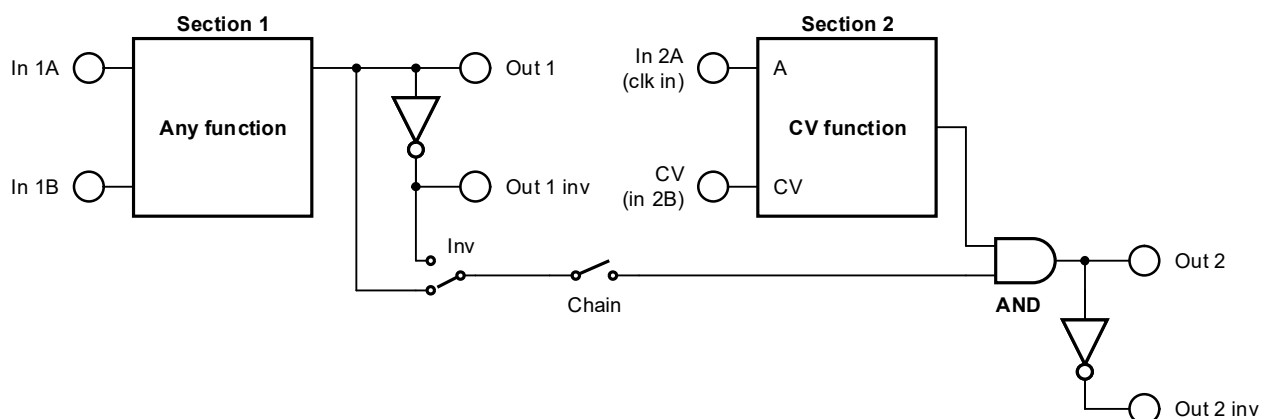 Section 1
Section 2
In 1A
Out 1
In 2A
(clk in)
A
Any function
CV function
In 1B
Out 1 inv
CV
(in 2B)
CV
Inv
Out 2
Chain
AND
Out 2 inv